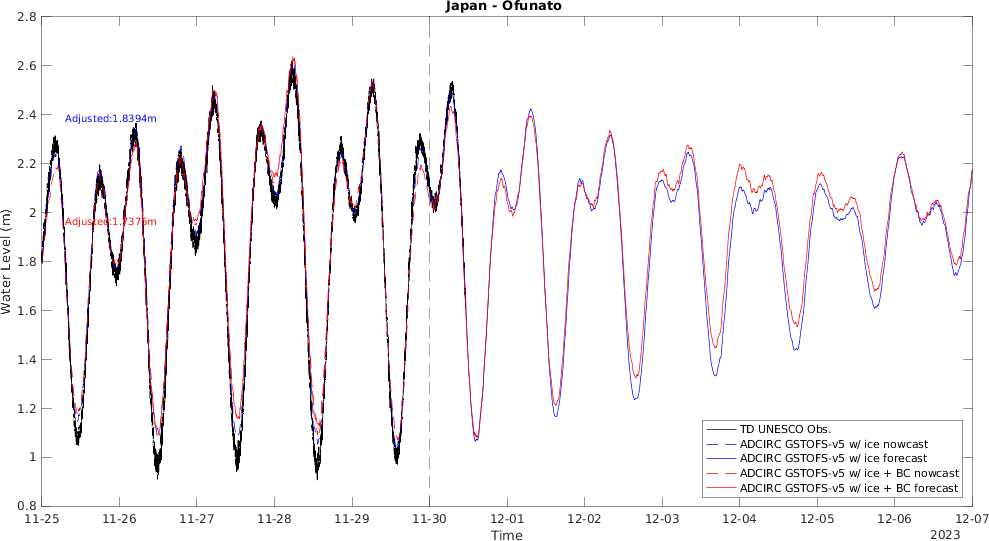 Japan - Ofunato
2.8
2.6
2.4
2.2
2
1.8
1.6
1.4
1.2
1
0.8
Water Level (m)
Adjusted:1.8394m
Adjusted:1.7376m
TD UNESCO Obs.
ADCIRC GSTOFS-v5 w/ ice nowcast
ADCIRC GSTOFS-v5 w/ ice forecast
ADCIRC GSTOFS-v5 w/ ice + BC nowcast
ADCIRC GSTOFS-v5 w/ ice + BC forecast
11-25 11-26 11-27 11-28 11-29 11-30 12-01 12-02 12-03 12-04 12-05 12-06 12-07
Time
2023